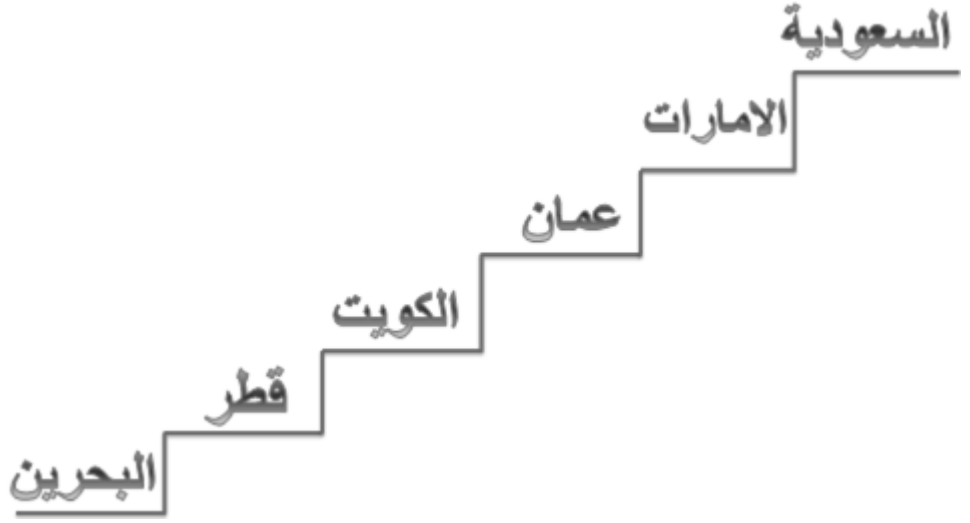 السعودية
الامارات
عمان
الكويت
قطر
البحرين